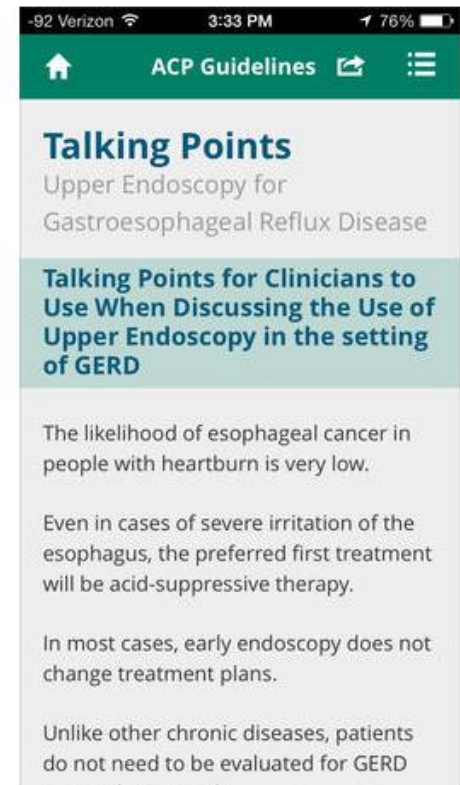 -92 Verizon 3:33 PM 76%
ACP Guidelines
Talking Points
Upper Endoscopy for
Gastroesophageal Reflux Disease
Talking Points for Clinicians to
Use When Discussing the Use of
Upper Endoscopy in the setting
of GERD
The likelihood of esophageal cancer in
people with heartburn is very low.
Even in cases of severe irritation of the
esophagus, the preferred first treatment
will be acid-suppressive therapy.
In most cases, early endoscopy does not
change treatment plans.
Unlike other chronic diseases, patients
do not need to be evaluated for GERD